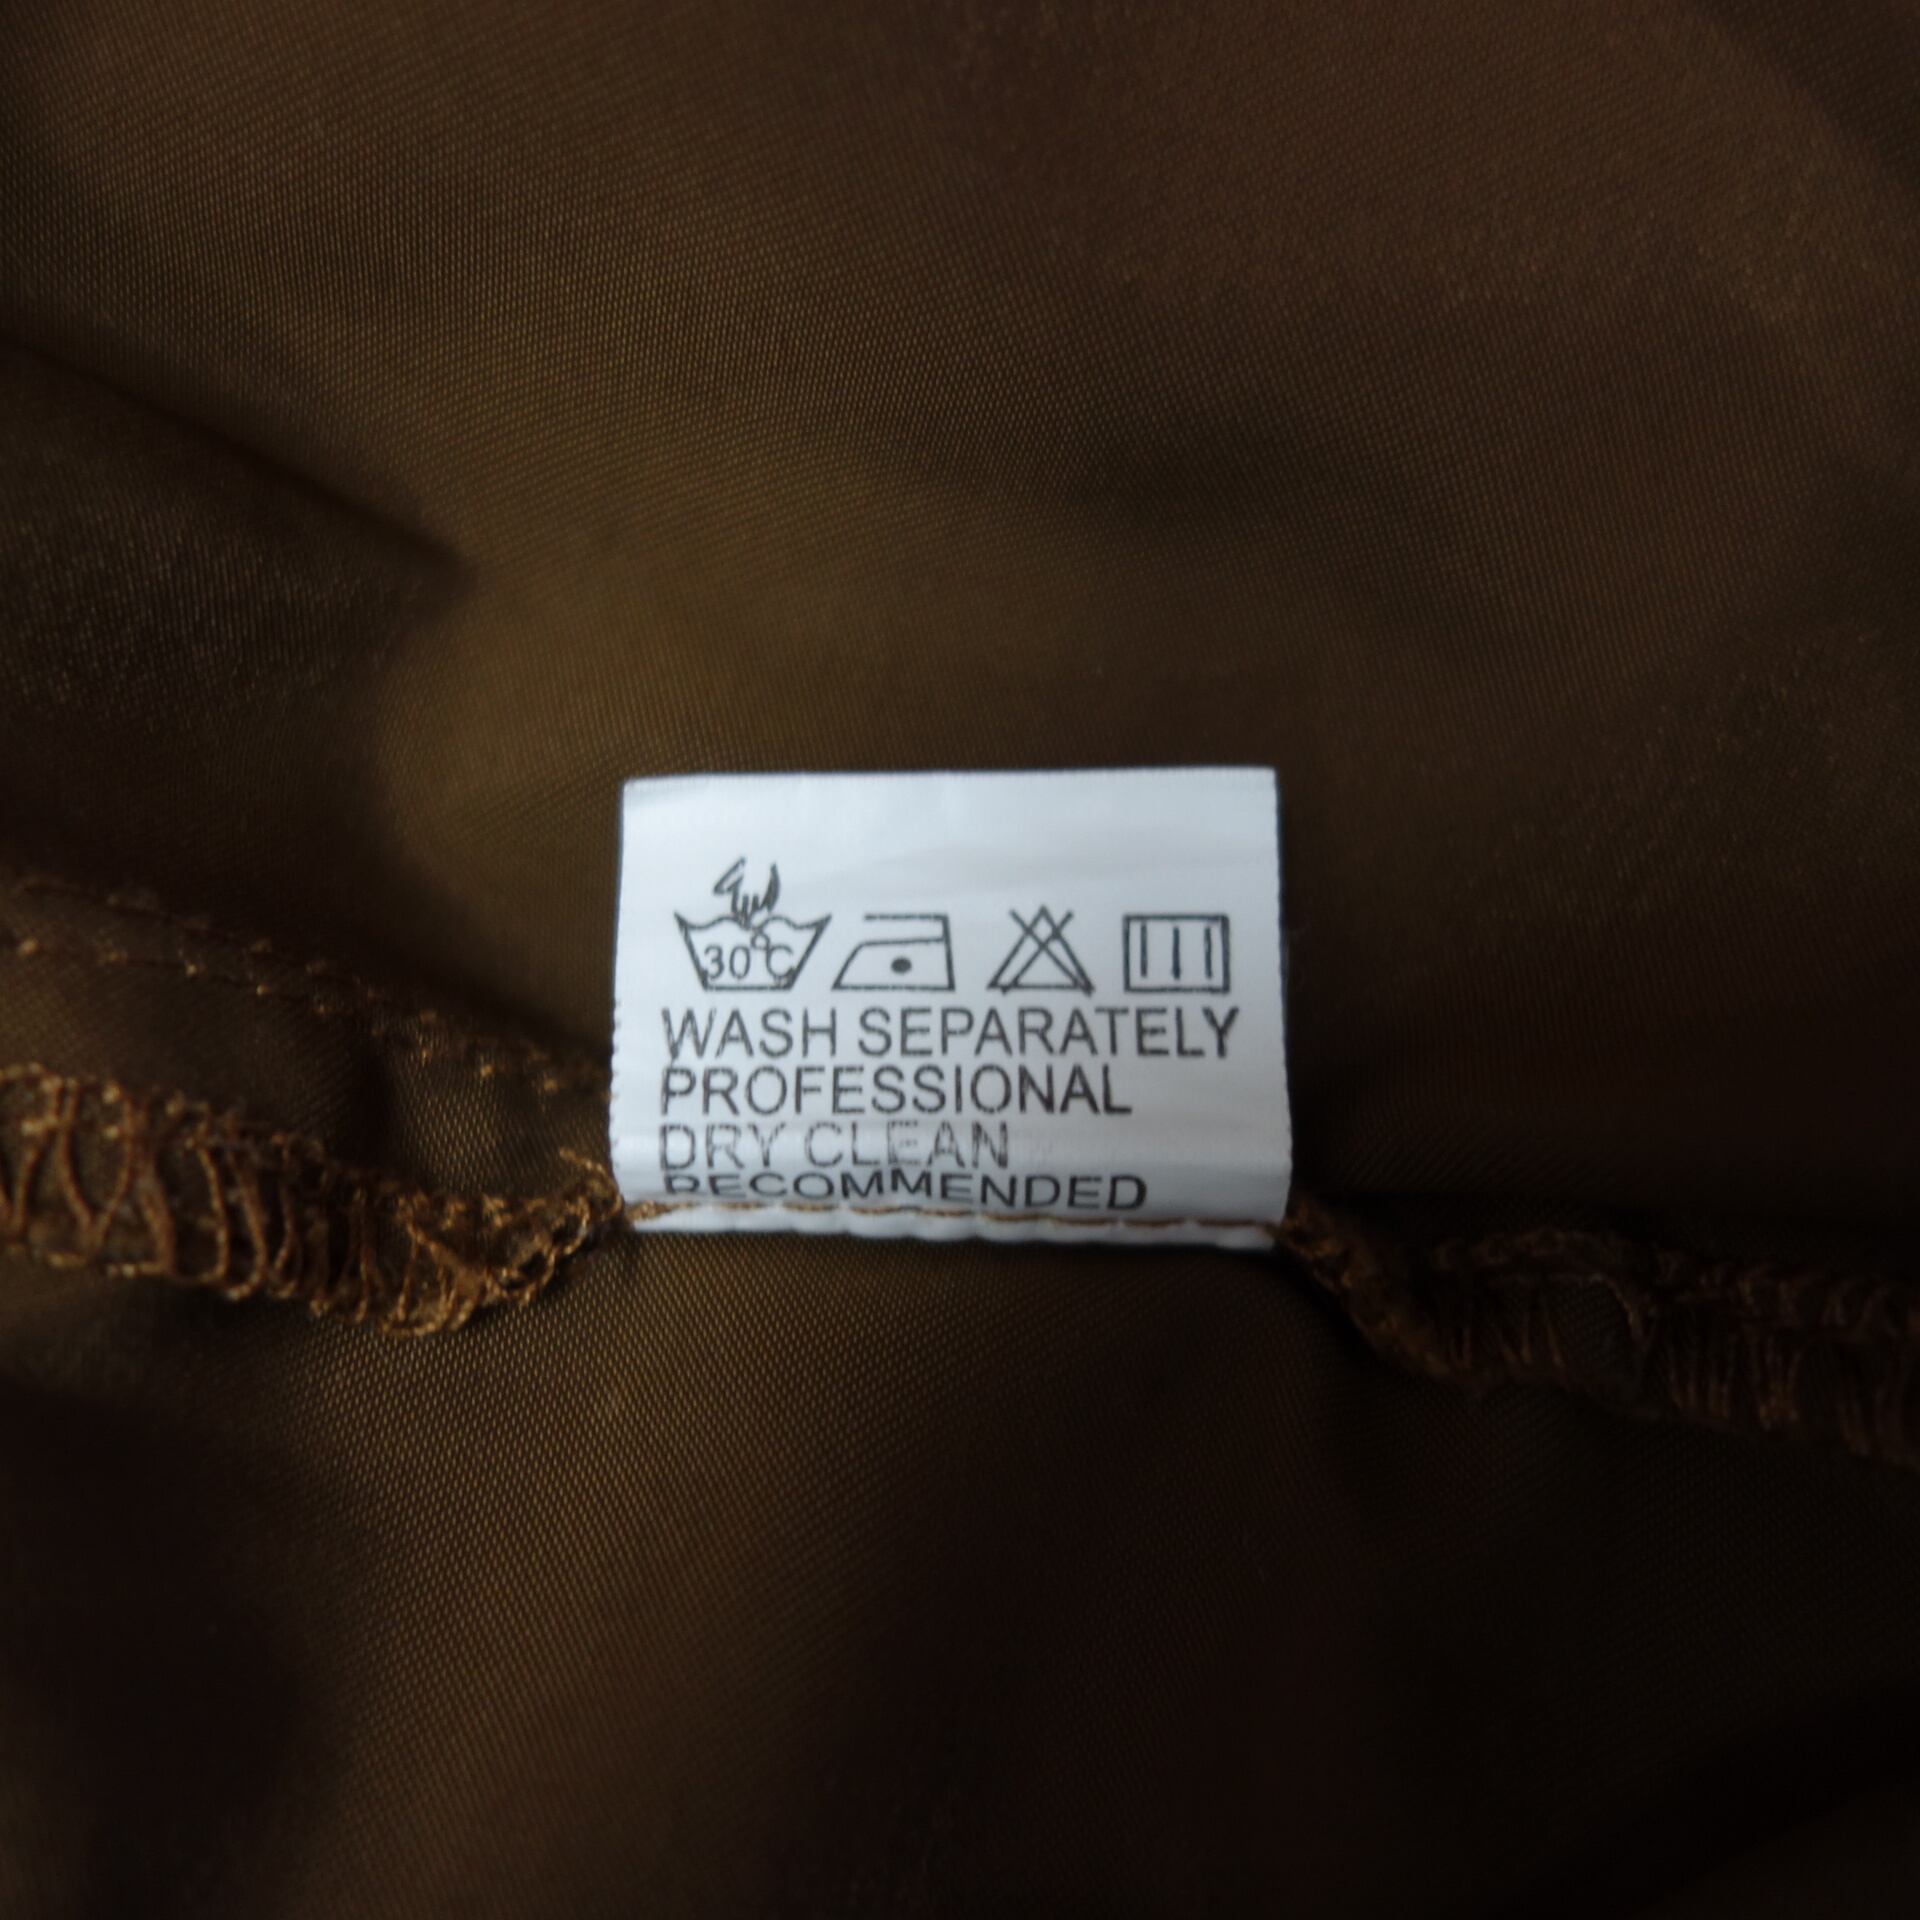 30°C
WASH SEPARATELY
PROFESSIONAL
DRY CLEAN
RECOMMENDED